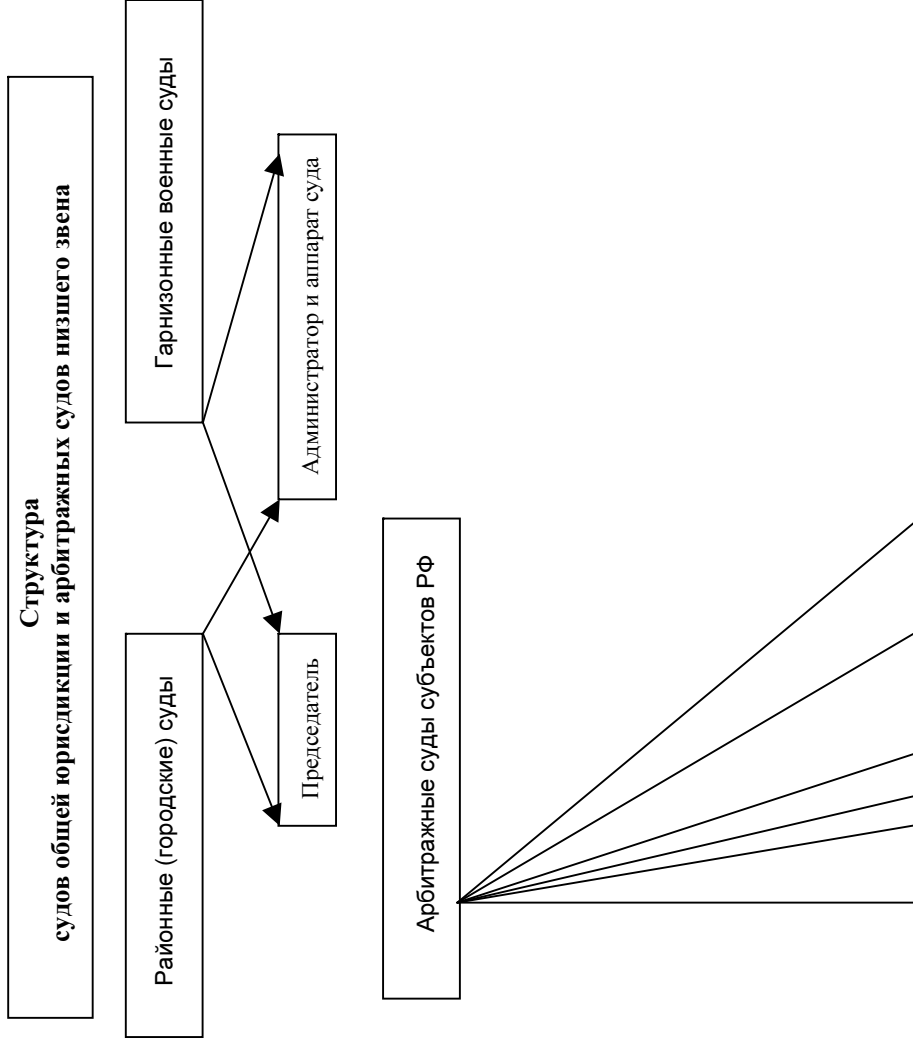 Структура
судов общей юрисдикции и арбитражных судов низшего звена
Районные (городские) суды
Гарнизонные военные суды
Председатель
Администратор и аппарат суда
Арбитражные суды субъектов РФ